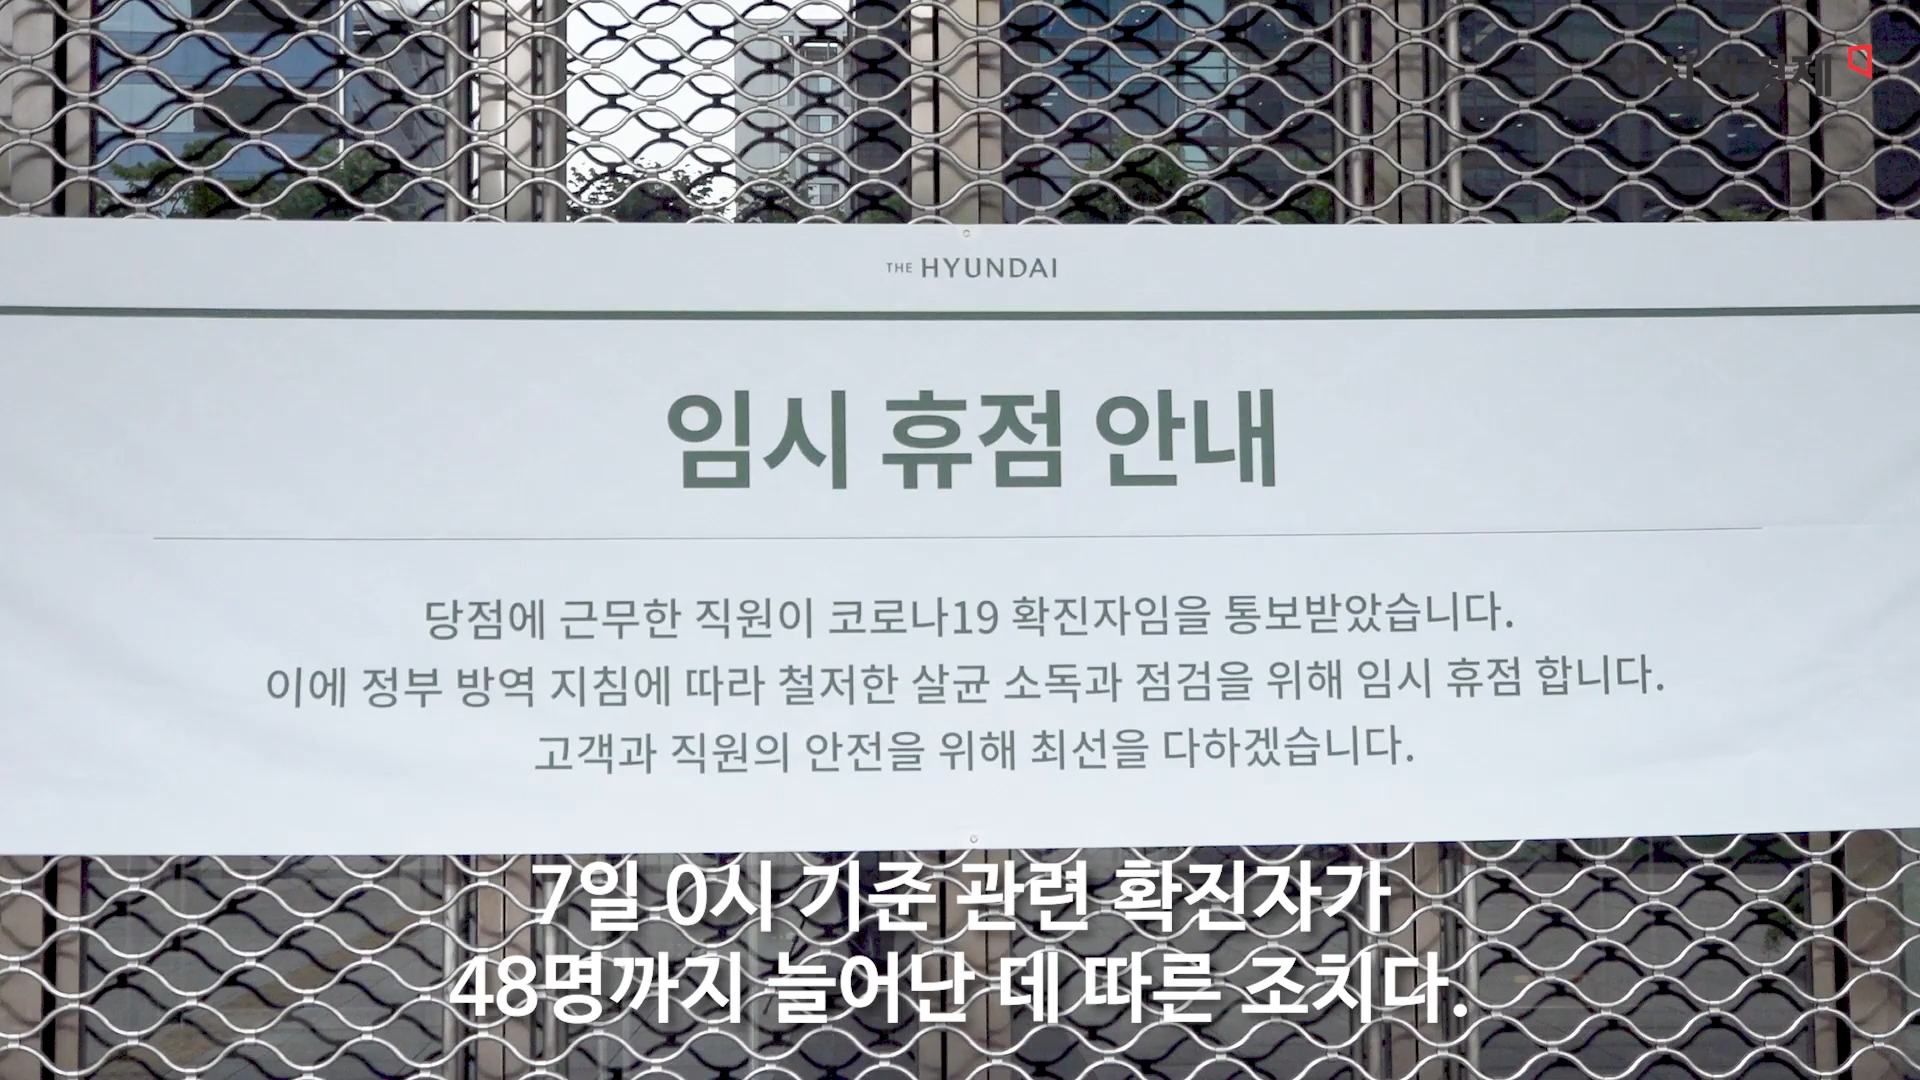 THE HYUNDAI
임시 휴점 안내
당점에 근무한 직원이 코로나19 확진자임을 통보받았습니다.
이에 정부 방역 지침에 따라 철저한 살균 소독과 점검을 위해 임시 휴점 합니다.
고객과 직원의 안전을 위해 최선을 다하겠습니다.
7일 0시 기준 관련 확진자가
48명까지 늘어난 데 따른 조치다.